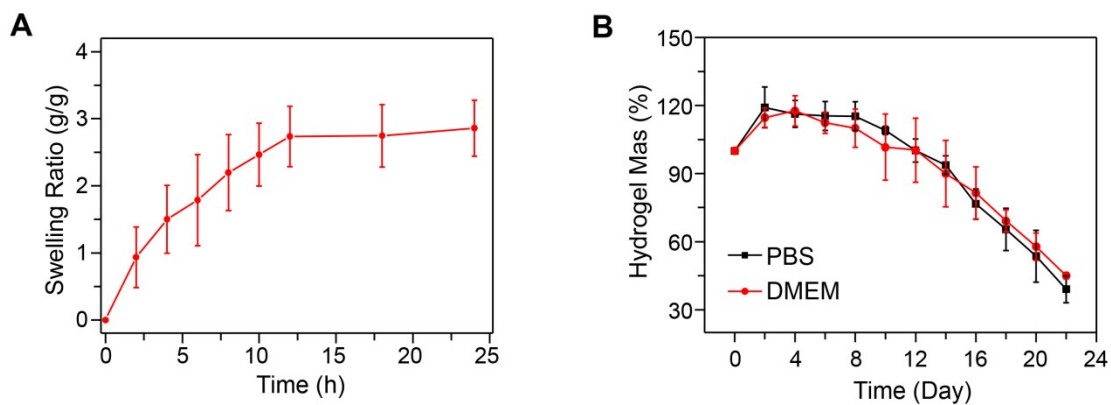 A
Swelling Ratio (g/g)
4
3
2
1
0
0 5 10 15 20 25
Time (h)
B
Hydrogel Mas (%)
150
120
90
60
30
PBS
DMEM
0 4 8 12 16 20 24
Time (Day)